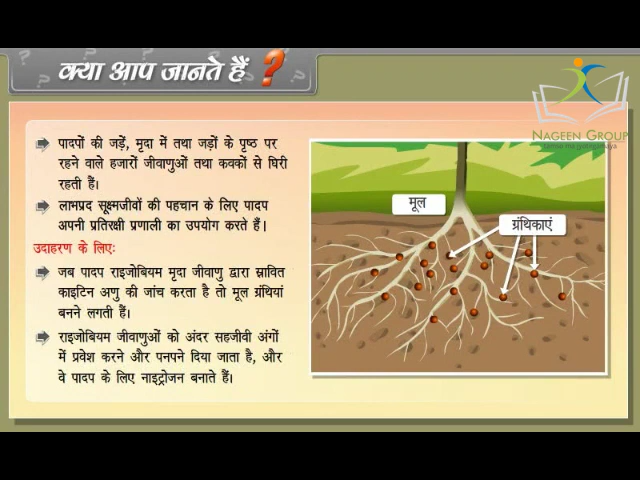 क्या आप जानते हैं ?
NAGEEN GROUP
पादपों की जड़ें, मृदा में तथा जड़ों के पृष्ठ पर
रहने वाले हजारों जीवाणुओं तथा कवकों से घिरी
रहती हैं।
लाभप्रद सूक्ष्मजीवों की पहचान के लिए पादप
अपनी प्रतिरक्षी प्रणाली का उपयोग करते हैं।
उदाहरण के लिएः
जब पादप राइजोबियम मृदा जीवाणु द्वारा स्रावित
काइटिन अणु की जांच करता है तो मूल ग्रंथियां
बनने लगती हैं।
राइजोबियम जीवाणुओं को अंदर सहजीवी अंगों
में प्रवेश करने और पनपने दिया जाता है, और
वे पादप के लिए नाइट्रोजन बनाते हैं।
मूल
ग्रंथिकाएं